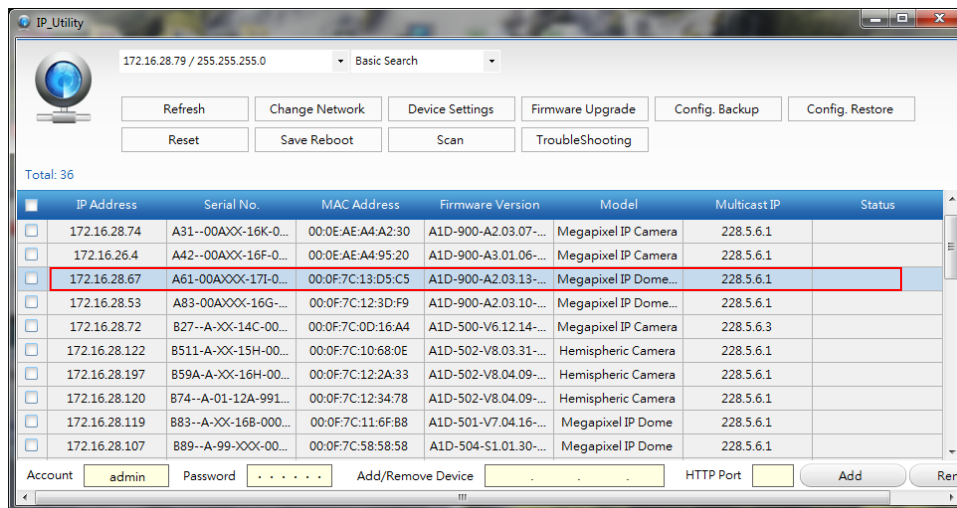 IP_Utility
172.16.28.79 / 255.255.255.0 Basic Search
Refresh Change Network Device Settings Firmware Upgrade Config. Backup Config. Restore
Reset Save Reboot Scan TroubleShooting
Total: 36
IP Address Serial No. MAC Address Firmware Version Model Multicast IP Status
172.16.28.74 A31--00AXX-16K-0... 00:0E:AE:A4:A2:30 A1D-900-A2.03.07-... Megapixel IP Camera 228.5.6.1
172.16.26.4 A42--00AXX-16F-0... 00:0E:AE:A4:95:20 A1D-900-A3.01.06-... Megapixel IP Camera 228.5.6.1
172.16.28.67 A61-00AXXX-17I-0... 00:0F:7C:13:D5:C5 A1D-900-A2.03.13-... Megapixel IP Dome... 228.5.6.1
172.16.28.53 A83-00AXXX-16G-... 00:0F:7C:12:3D:F9 A1D-900-A2.03.10-... Megapixel IP Dome... 228.5.6.1
172.16.28.72 B27--A-XX-14C-00... 00:0F:7C:0D:16:A4 A1D-500-V6.12.14-... Megapixel IP Camera 228.5.6.3
172.16.28.122 B511-A-XX-15H-00... 00:0F:7C:10:68:0E A1D-502-V8.03.31-... Hemispheric Camera 228.5.6.1
172.16.28.197 B59A-A-XX-16H-00... 00:0F:7C:12:2A:33 A1D-502-V8.04.09-... Hemispheric Camera 228.5.6.1
172.16.28.120 B74--A-01-12A-991... 00:0F:7C:12:34:78 A1D-502-V8.04.09-... Hemispheric Camera 228.5.6.1
172.16.28.119 B83--A-XX-16B-000... 00:0F:7C:11:6F:B8 A1D-501-V7.04.16-... Megapixel IP Dome 228.5.6.1
172.16.28.107 B89--A-99-XXX-00... 00:0F:7C:58:58:58 A1D-504-S1.01.30-... Megapixel IP Dome 228.5.6.1
Account admin Password ...... Add/Remove Device . . . HTTP Port Add Rer